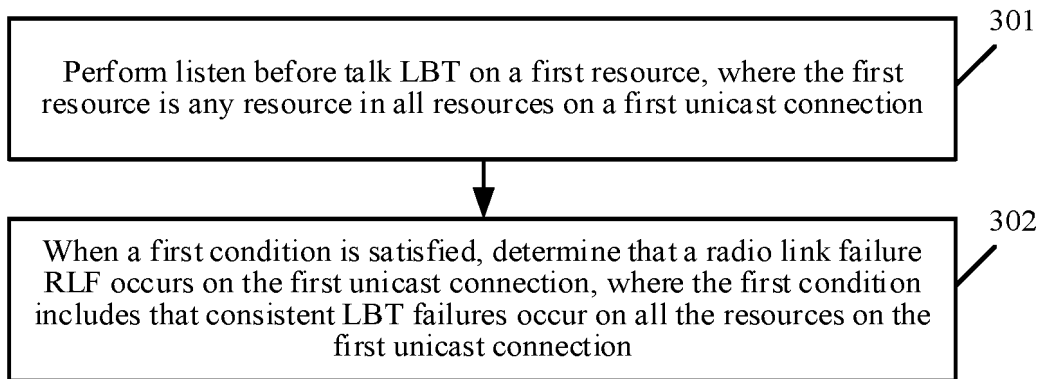 301
Perform listen before talk LBT on a first resource, where the first
resource is any resource in all resources on a first unicast connection
302
When a first condition is satisfied, determine that a radio link failure
RLF occurs on the first unicast connection, where the first condition
includes that consistent LBT failures occur on all the resources on the
first unicast connection